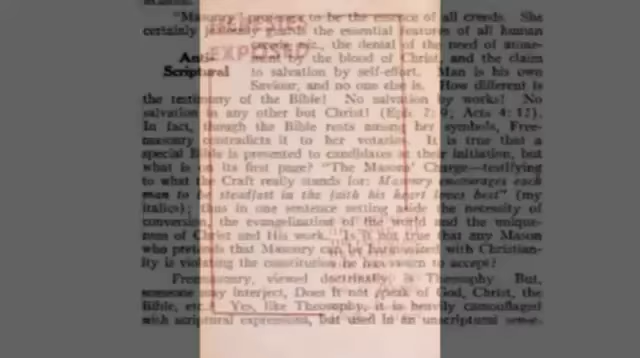 "Masonry" professes to be the essence of all creeds. She
certainly jealously guards the essential features of all human
creeds, viz., the denial of the need of atone-
EXPOSED
Anti- ment by the blood of Christ, and the claim
Scriptural to salvation by self-effort. Man is his own
Saviour, and no one else is. How different is
the testimony of the Bible! No salvation by works! No
salvation in any other but Christ! (Eph. 2: 9, Acts 4: 12).
In fact, though the Bible rests among her symbols, Free-
masonry contradicts it to her votaries. It is true that a
special Bible is presented to candidates at their initiation, but
what is on its first page? "The Masons' Charge—testifying
to what the Craft really stands for: Masonry encourages each
man to be steadfast in the faith his heart loves best" (my
italics); thus in one sentence setting aside the necessity of
conversion, the evangelization of the world and the unique-
ness of Christ and His work. Is it not true that any Mason
who pretends that Masonry can be harmonized with Christian-
ity is violating the constitution he has sworn to accept?
Freemasonry, viewed doctrinally, is Theosophy. But,
someone may interject, Does it not speak of God, Christ, the
Bible, etc.? Yes, like Theosophy, it is heavily camouflaged
with scriptural expressions, but used in an unscriptural sense.